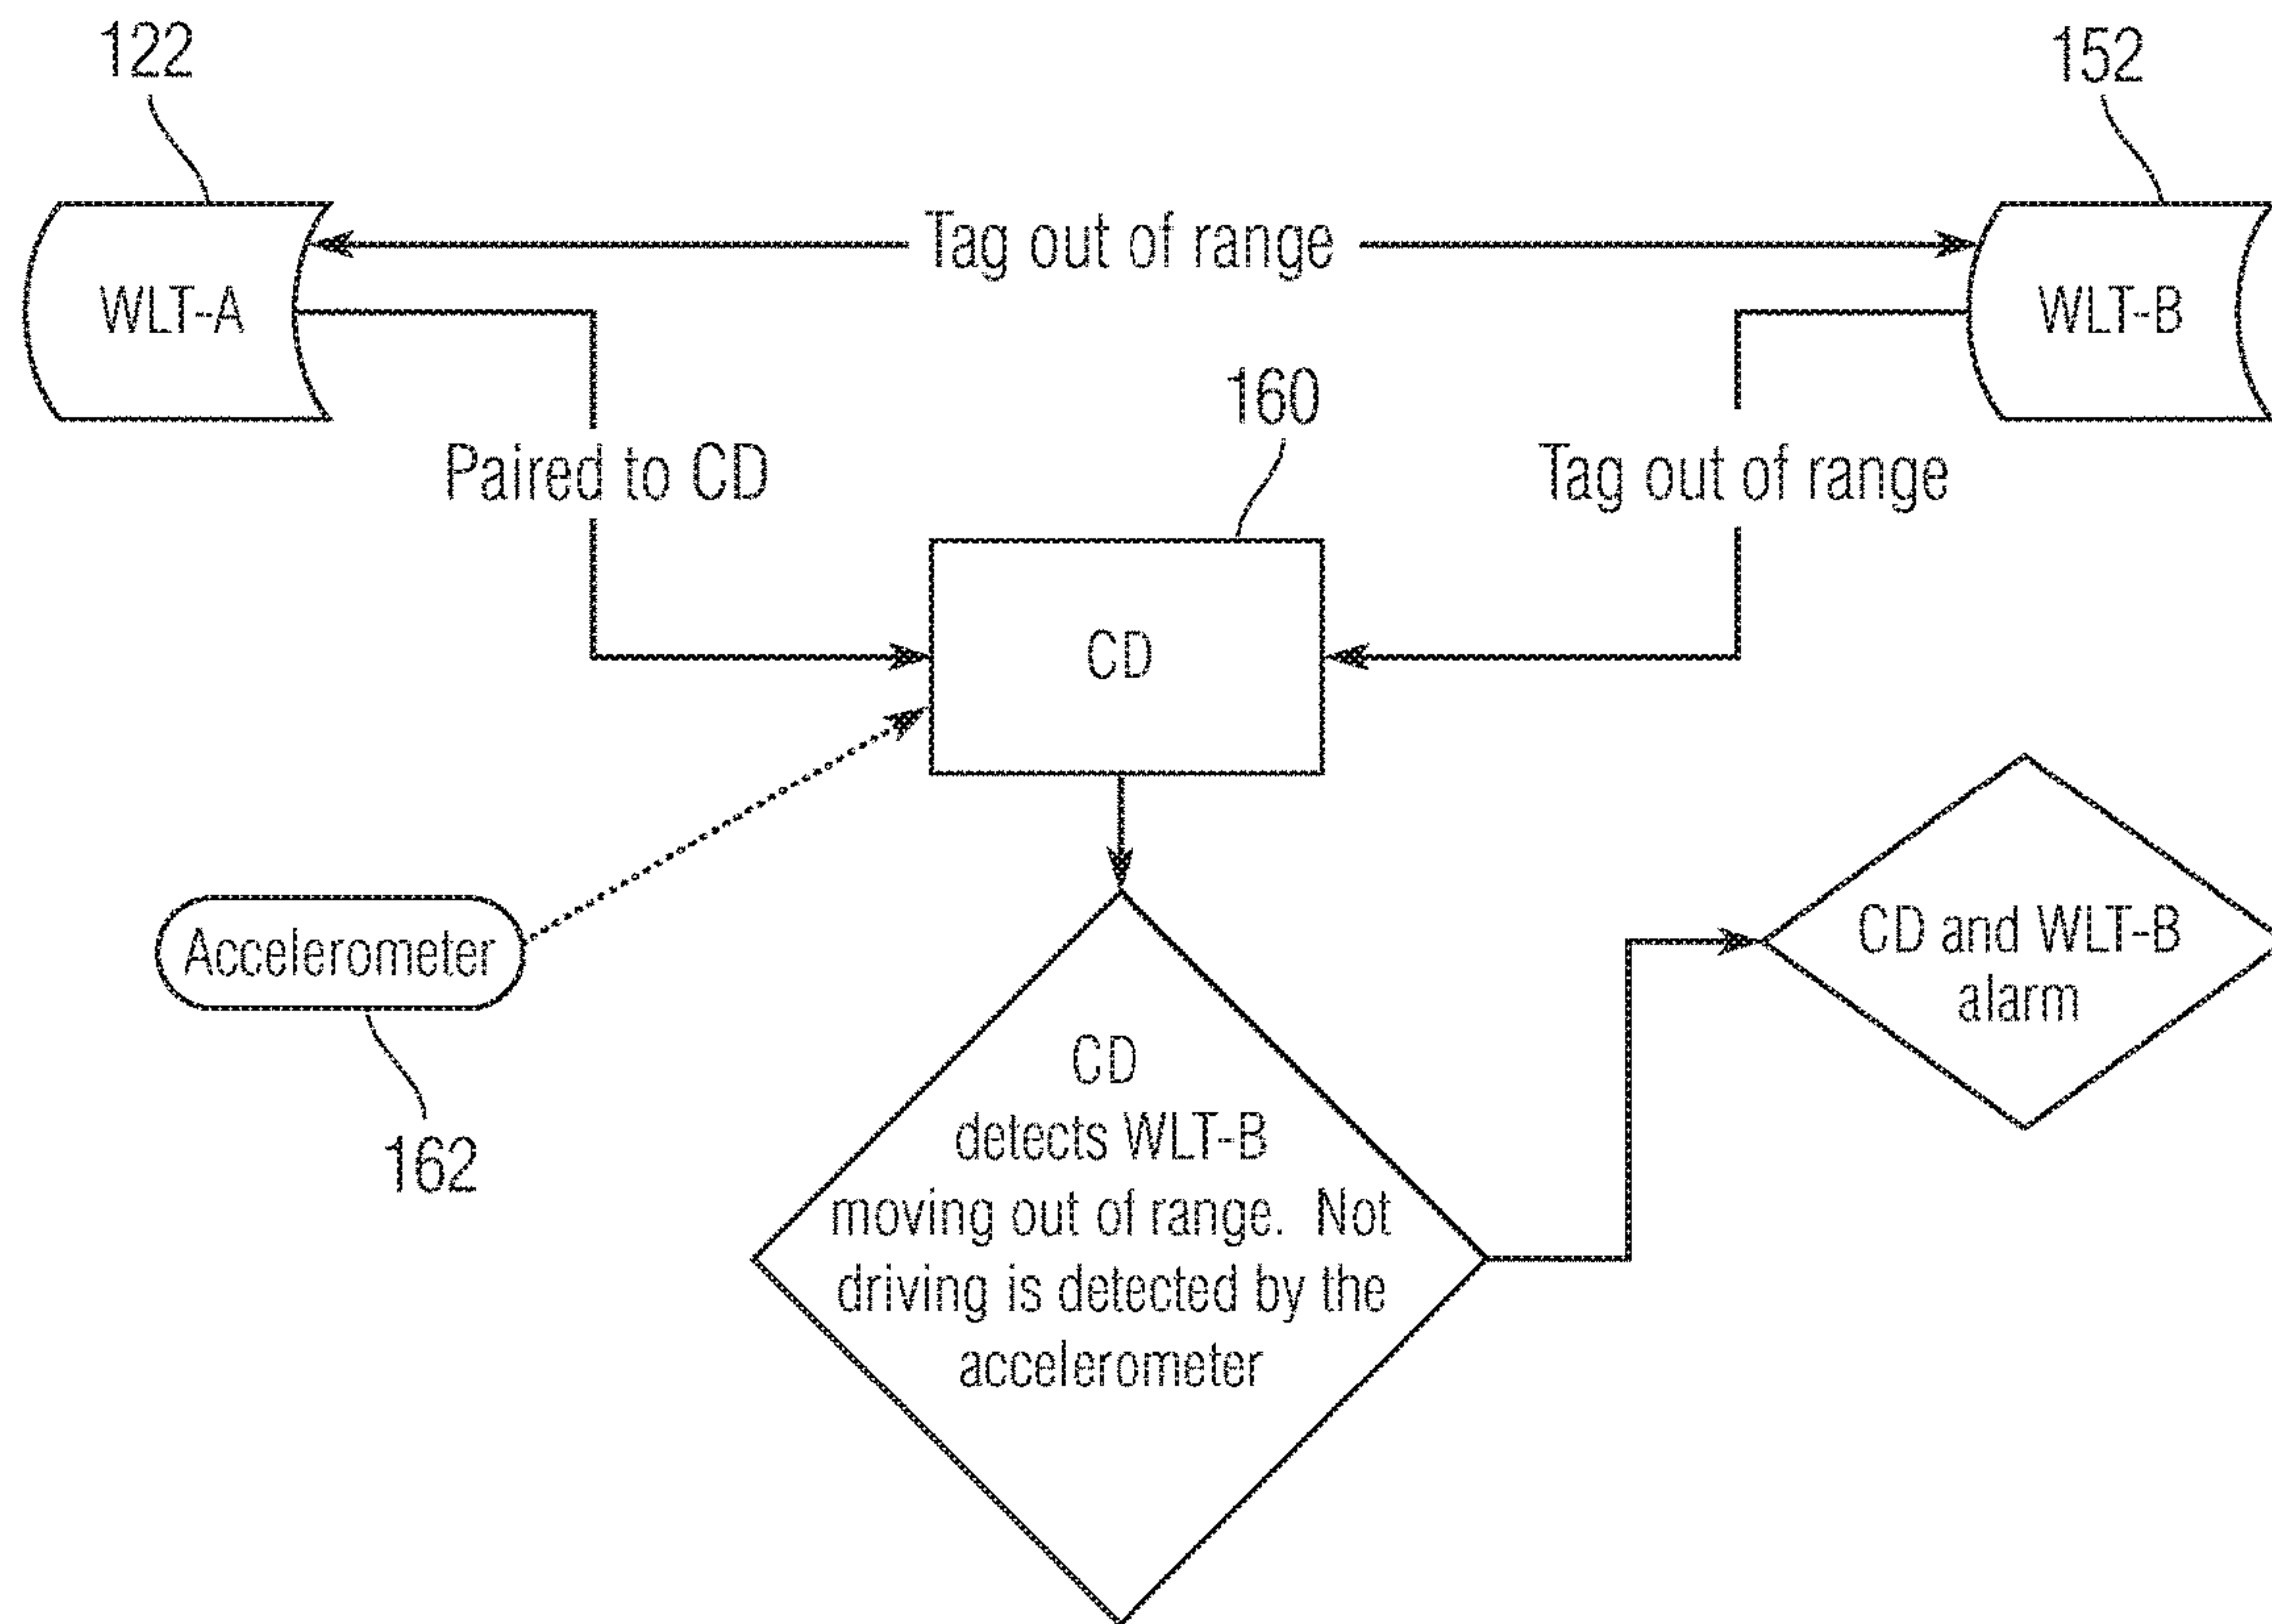 122
152
Tag out of range
WLT-A
WLT-B
160
Paired to CD
Tag out of range
CD
Accelerometer
162
CD and WLT-B
alarm
CD
detects WLT-B
moving out of range. Not
driving is detected by the
accelerometer